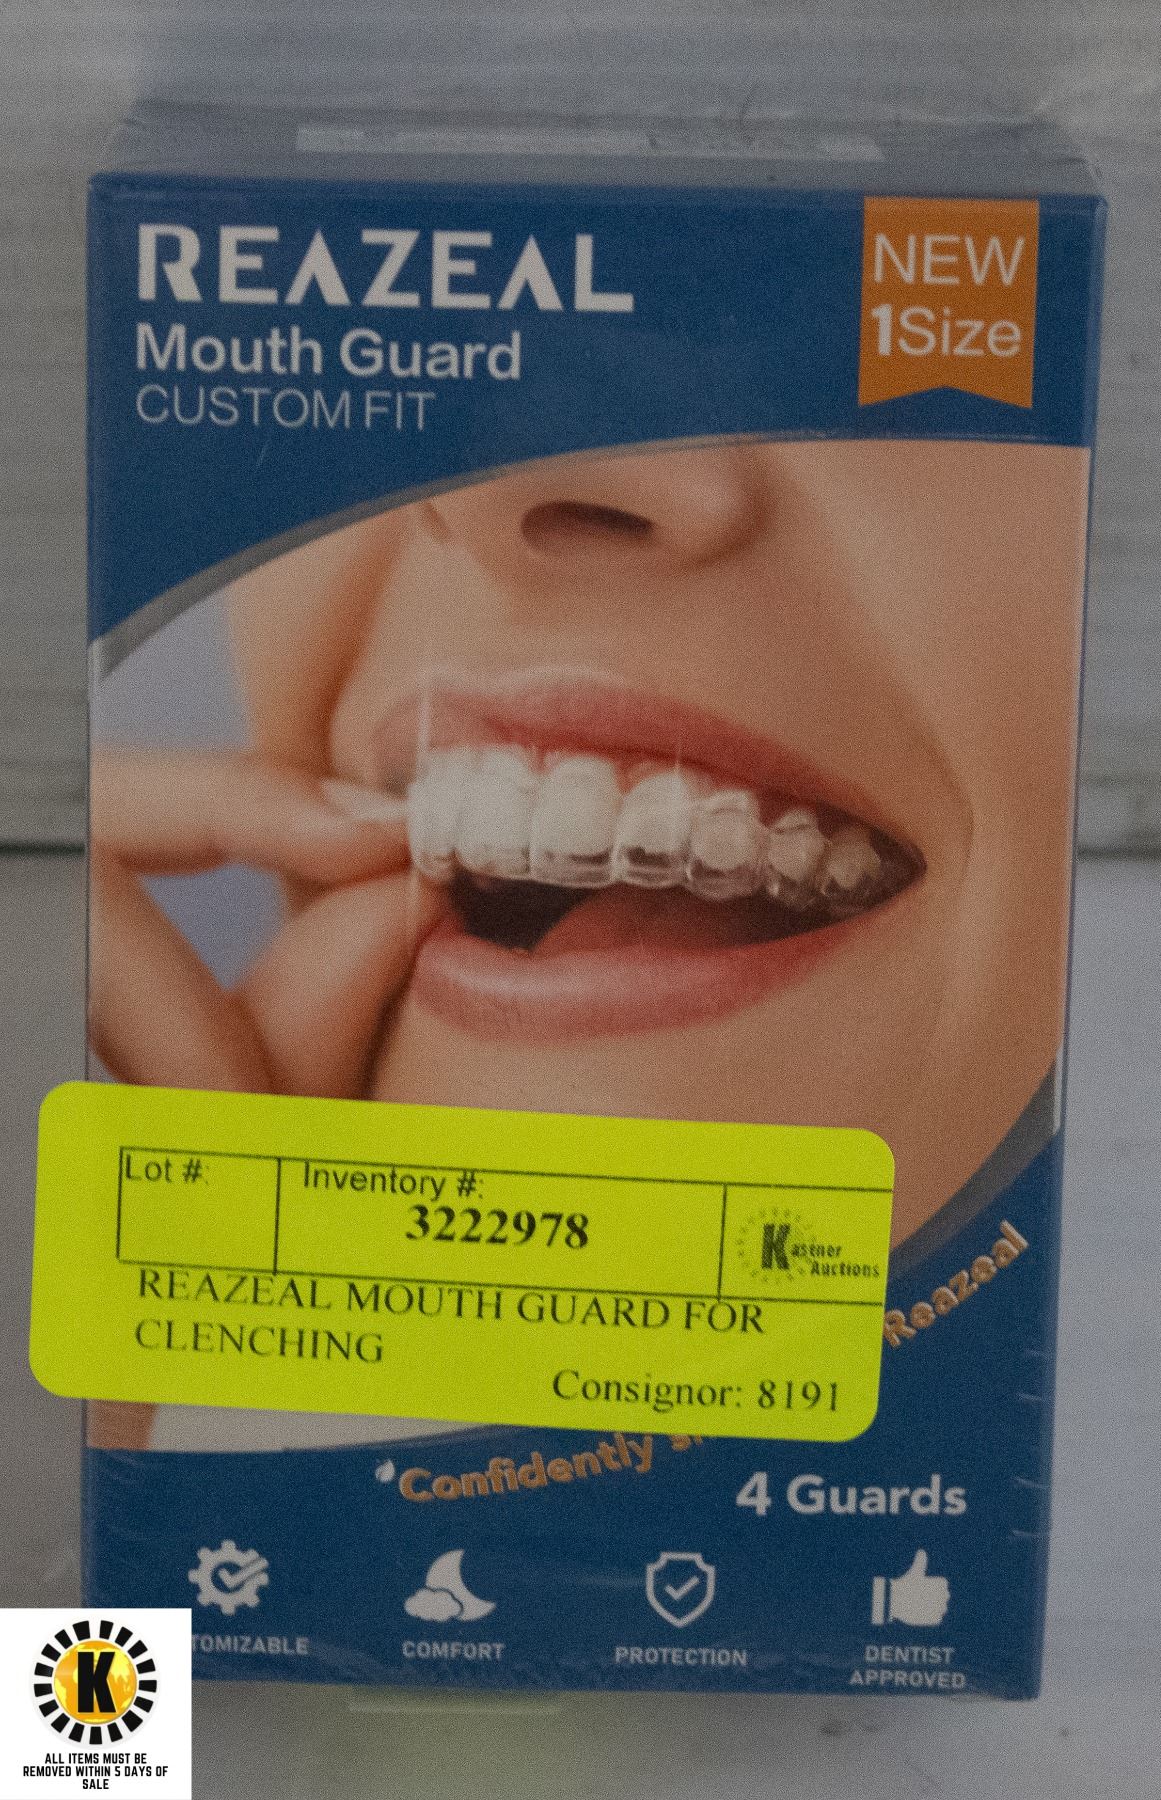 REAZEAL
Mouth Guard
CUSTOM FIT
NEW
1Size
Lot #:
Inventory #:
3222978
Kastner
Auctions
REAZEAL MOUTH GUARD FOR
CLENCHING
Consignor: 8191
Reazeal
Confidently
4 Guards
COMFORT
PROTECTION
DENTIST
APPROVED
K
ALL ITEMS MUST BE
REMOVED WITHIN 5 DAYS OF
SALE